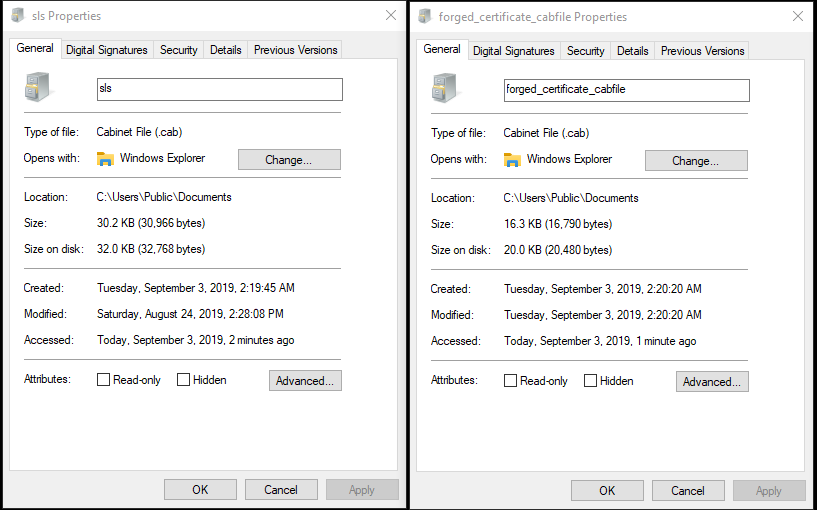 sls Properties
General Digital Signatures Security Details Previous Versions
sls
Type of file: Cabinet File (.cab)
Opens with: Windows Explorer Change...
Location: C:\Users\Public\Documents
Size: 30.2 KB (30,966 bytes)
Size on disk: 32.0 KB (32,768 bytes)
Created: Tuesday, September 3, 2019, 2:19:45 AM
Modified: Saturday, August 24, 2019, 2:28:08 PM
Accessed: Today, September 3, 2019, 2 minutes ago
Attributes: Read-only Hidden Advanced...
OK Cancel Apply
forged_certificate_cabfile Properties
General Digital Signatures Security Details Previous Versions
forged_certificate_cabfile
Type of file: Cabinet File (.cab)
Opens with: Windows Explorer Change...
Location: C:\Users\Public\Documents
Size: 16.3 KB (16,790 bytes)
Size on disk: 20.0 KB (20,480 bytes)
Created: Tuesday, September 3, 2019, 2:20:20 AM
Modified: Tuesday, September 3, 2019, 2:20:20 AM
Accessed: Today, September 3, 2019, 1 minute ago
Attributes: Read-only Hidden Advanced...
OK Cancel Apply